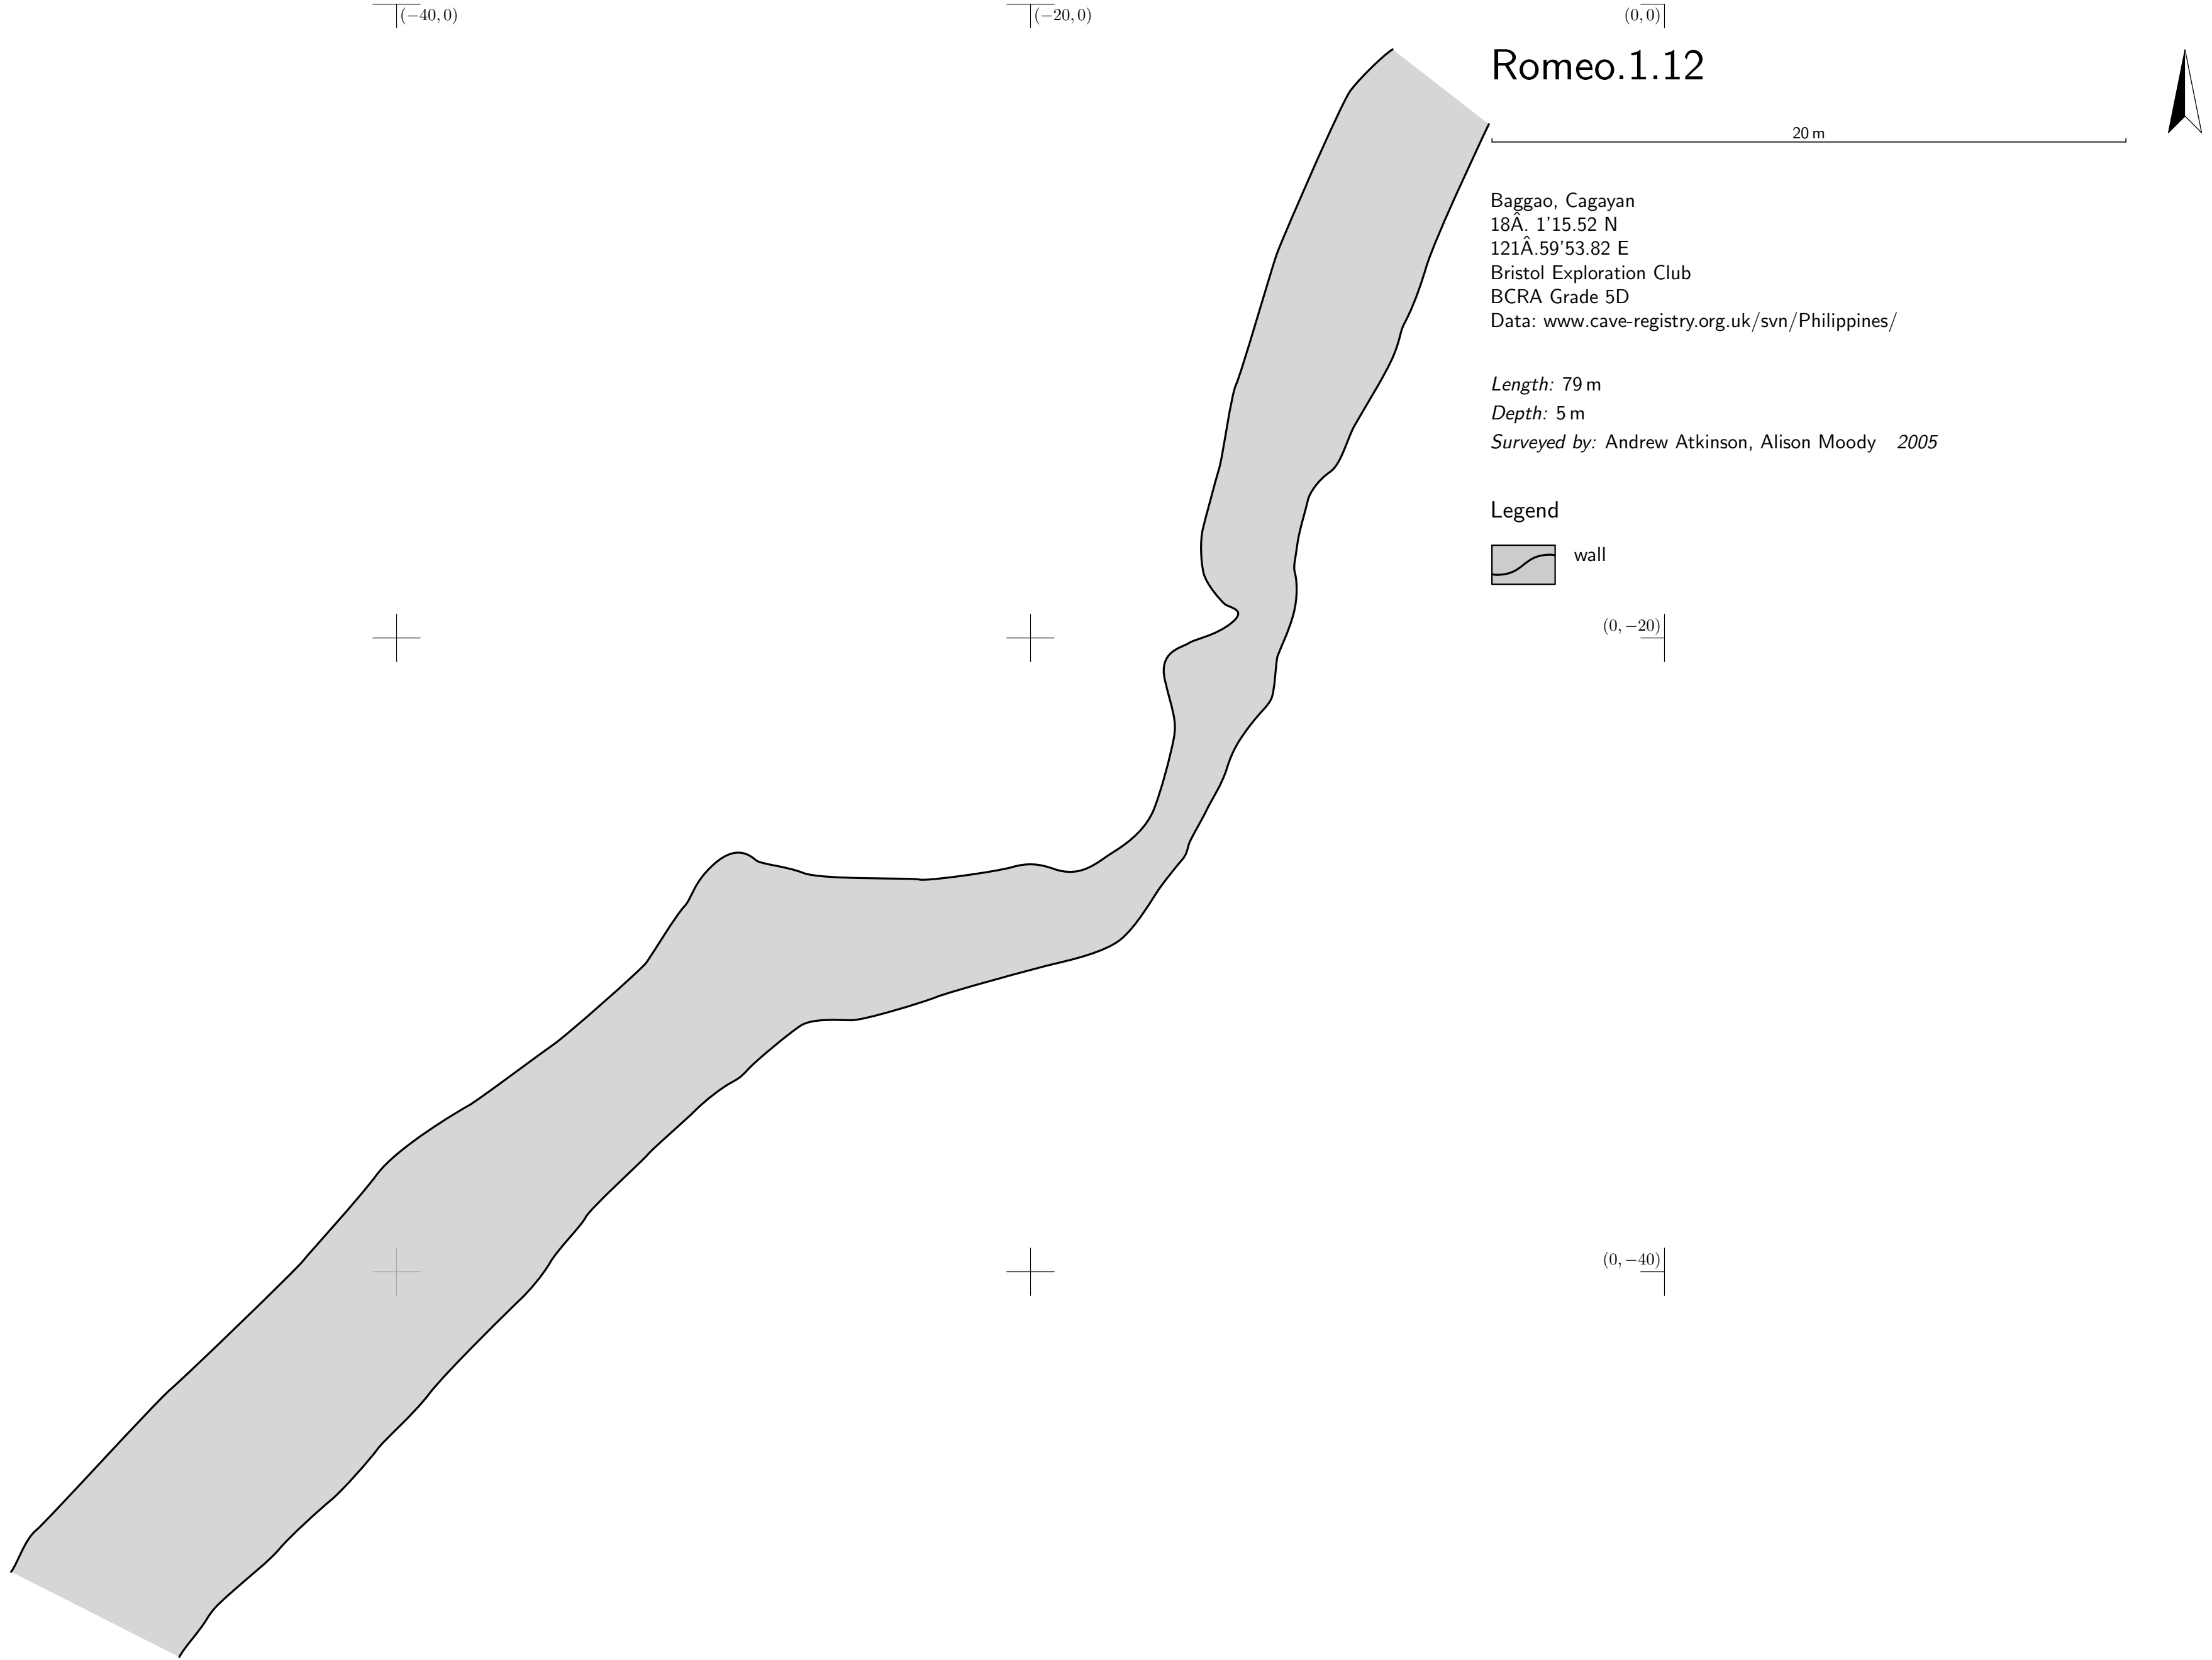 (−40, 0)
(−20, 0)
(0, 0)
Romeo.1.12
20 m
Baggao, Cagayan
18Â. 1'15.52 N
121Â.59'53.82 E
Bristol Exploration Club
BCRA Grade 5D
Data: www.cave-registry.org.uk/svn/Philippines/
Length: 79 m
Depth: 5 m
Surveyed by: Andrew Atkinson, Alison Moody 2005
Legend
wall
(0, −20)
(0, −40)